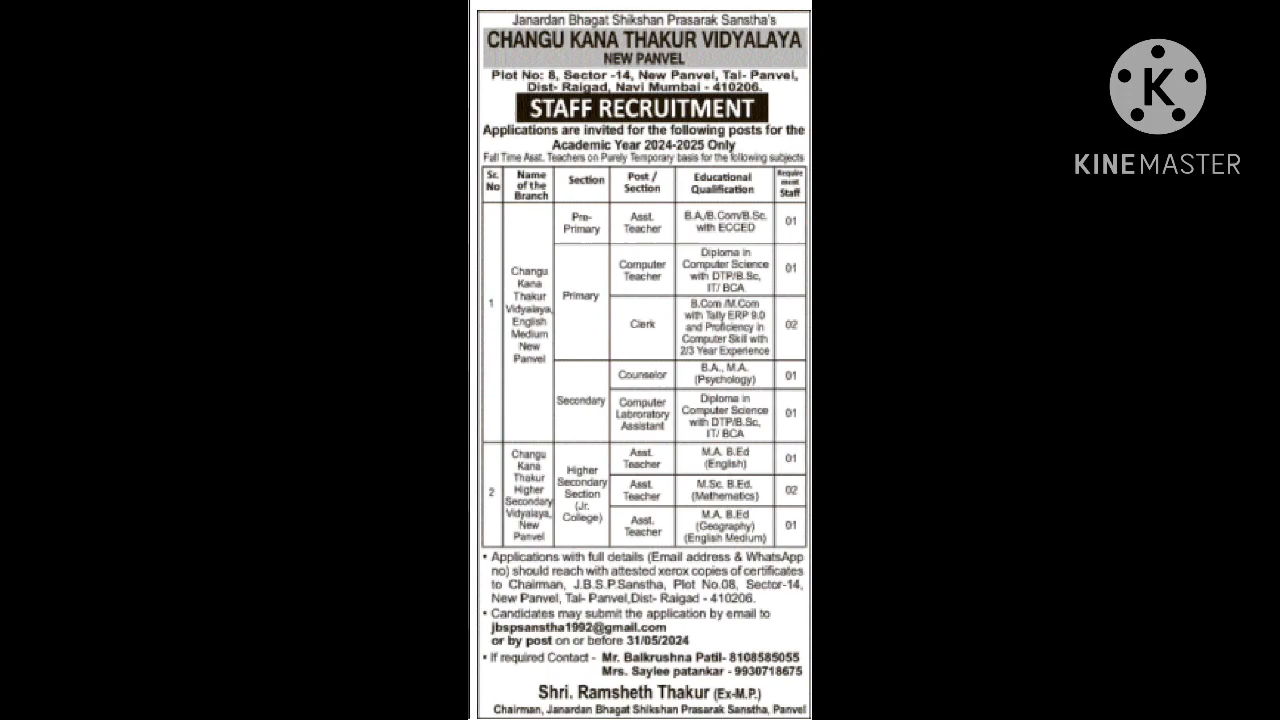 Janardan Bhagat Shikshan Prasarak Sanstha's
CHANGU KANA THAKUR VIDYALAYA
NEW PANVEL
Plot No: 8, Sector -14, New Panvel, Tal- Panvel,
Dist- Raigad, Navi Mumbai - 410206.
STAFF RECRUITMENT
Applications are invited for the following posts for the
Academic Year 2024-2025 Only
Full Time Asst. Teachers on Purely Temporary basis for the following subjects
Sr. No
Name of the Branch
Section
Post / Section
Educational Qualification
Require ment Staff
1
Changu
Kana
Thakur
Vidyalaya,
English
Medium
New
Panvel
Pre-
Primary
Asst.
Teacher
B.A./B.Com/B.Sc.
with ECCED
01
Primary
Computer
Teacher
Diploma in
Computer Science
with DTP/B.Sc,
IT/ BCA
01
Clerk
B.Com /M.Com
with Tally ERP 9.0
and Proficiency in
Computer Skill with
2/3 Year Experience
02
Secondary
Counselor
B.A., M.A.
(Psychology)
01
Computer
Labroratory
Assistant
Diploma in
Computer Science
with DTP/B.Sc,
IT/ BCA
01
2
Changu
Kana
Thakur
Higher
Secondary
Vidyalaya,
New
Panvel
Higher
Secondary
Section
(Jr.
College)
Asst.
Teacher
M.A. B.Ed
(English)
01
Asst.
Teacher
M.Sc. B.Ed.
(Mathematics)
02
Asst.
Teacher
M.A. B.Ed
(Geography)
(English Medium)
01
• Applications with full details (Email address & WhatsApp
no) should reach with attested xerox copies of certificates
to Chairman, J.B.S.P.Sanstha, Plot No.08, Sector-14,
New Panvel, Tal- Panvel,Dist- Raigad - 410206.
• Candidates may submit the application by email to
jbspsanstha1992@gmail.com
or by post on or before 31/05/2024
• If required Contact - Mr. Balkrushna Patil- 8108585055
Mrs. Saylee patankar - 9930718675
Shri. Ramsheth Thakur (Ex-M.P.)
Chairman, Janardan Bhagat Shikshan Prasarak Sanstha, Panvel
K
KINEMASTER